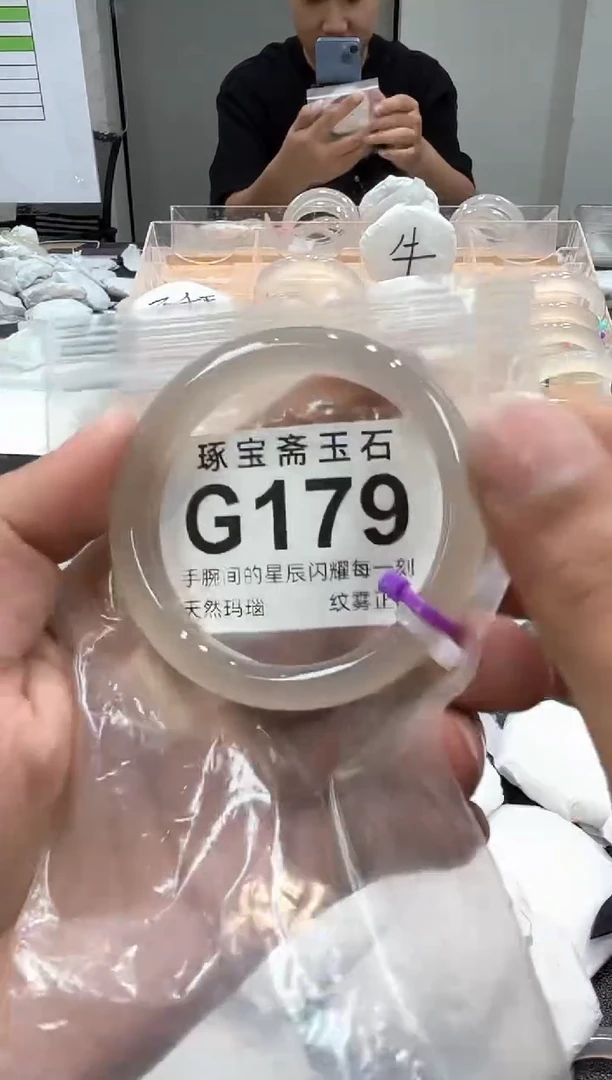 牛
琢宝斋玉石
G179
手腕间的星辰闪耀每一刻
天然玛瑙 纹雾正